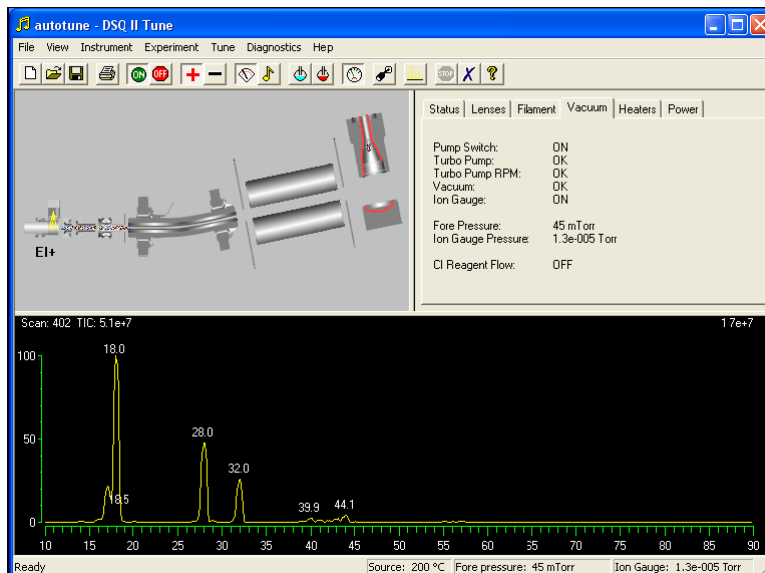 autotune - DSQ II Tune
File View Instrument Experiment Tune Diagnostics Help
ON OFF STOP X ?
Status Lenses Filament Vacuum Heaters Power
Pump Switch: ON
Turbo Pump: OK
Turbo Pump RPM: OK
Vacuum: OK
Ion Gauge: ON
Fore Pressure: 45 mTorr
Ion Gauge Pressure: 1.3e-005 Torr
CI Reagent Flow: OFF
EI+
Scan: 402 TIC: 5.1e+7 1.7e+7
18.0
100
28.0
50
32.0
18.5
39.9
44.1
0
10 15 20 25 30 35 40 45 50 55 60 65 70 75 80 85 90
Ready Source: 200 °C Fore pressure: 45 mTorr Ion Gauge: 1.3e-005 Torr